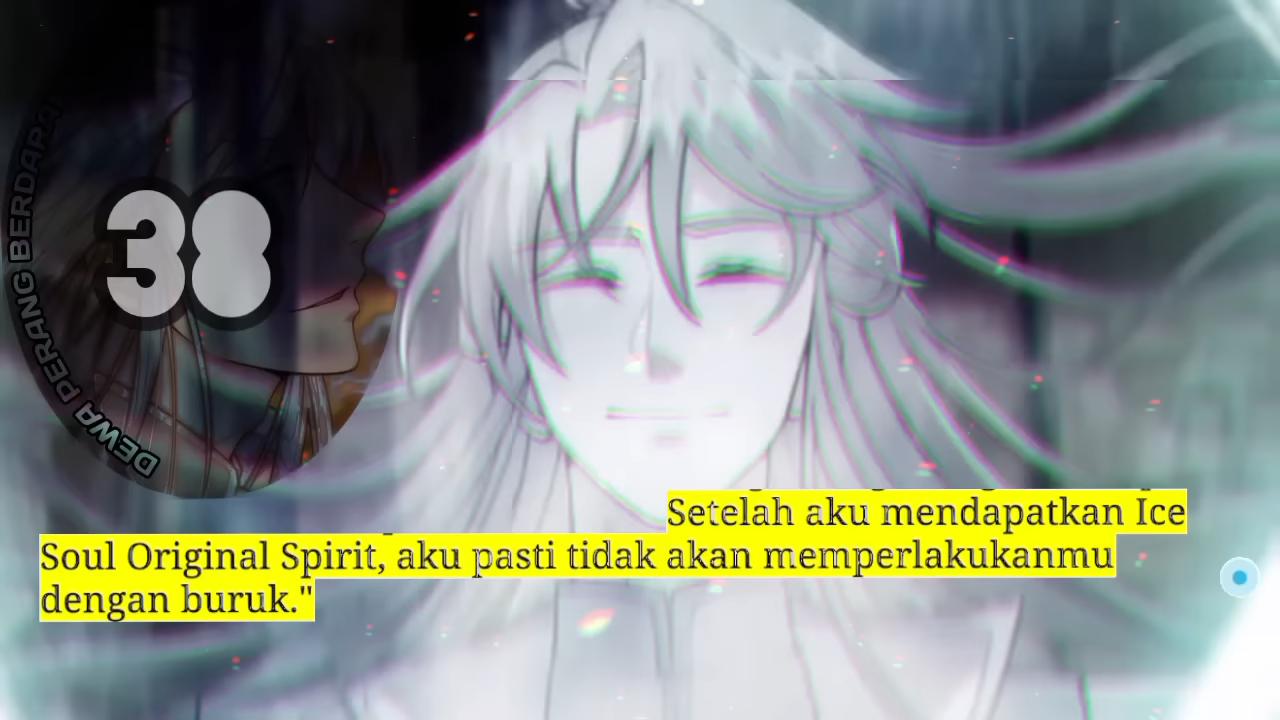 38
DEWA PERANG BERDARAH
Setelah aku mendapatkan Ice
Soul Original Spirit, aku pasti tidak akan memperlakukanmu
dengan buruk."